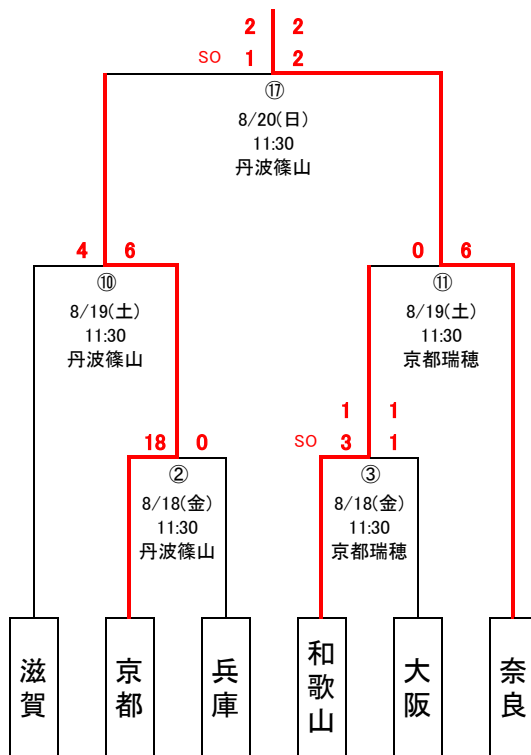 2 2
SO 1 2
⑰
8/20(日)
11:30
丹波篠山
4 6
⑩
8/19(土)
11:30
丹波篠山
0 6
⑪
8/19(土)
11:30
京都瑞穂
18 0
②
8/18(金)
11:30
丹波篠山
1 1
SO 3 1
③
8/18(金)
11:30
京都瑞穂
滋賀
京都
兵庫
和歌山
大阪
奈良